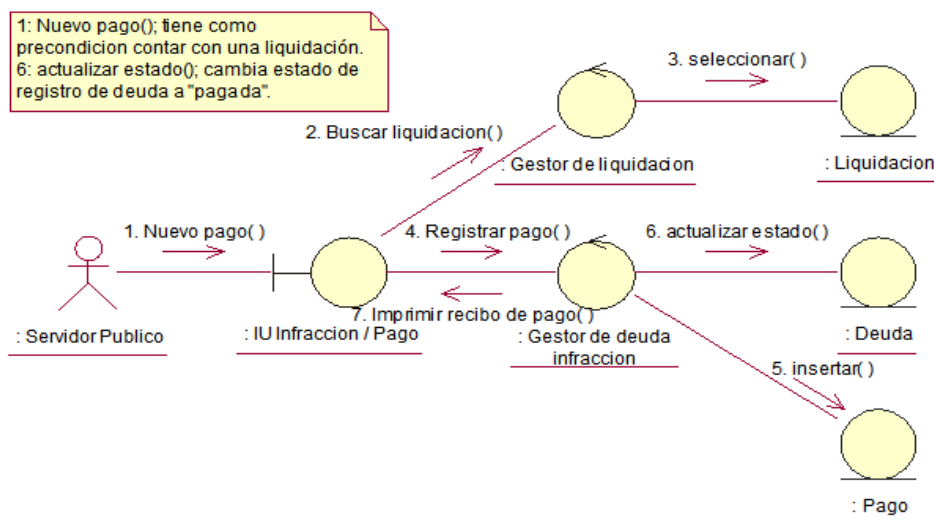 1: Nuevo pago(); tiene como
precondicion contar con una liquidación.
6: actualizar estado(); cambia estado de
registro de deuda a "pagada".
3. seleccionar( )
2. Buscar liquidacion( )
: Gestor de liquidacion
: Liquidacion
1. Nuevo pago( )
4. Registrar pago( )
6. actualizar estado( )
7. Imprimir recibo de pago( )
: Servidor Publico
: IU Infraccion / Pago
: Gestor de deuda
infraccion
: Deuda
5. insertar( )
: Pago